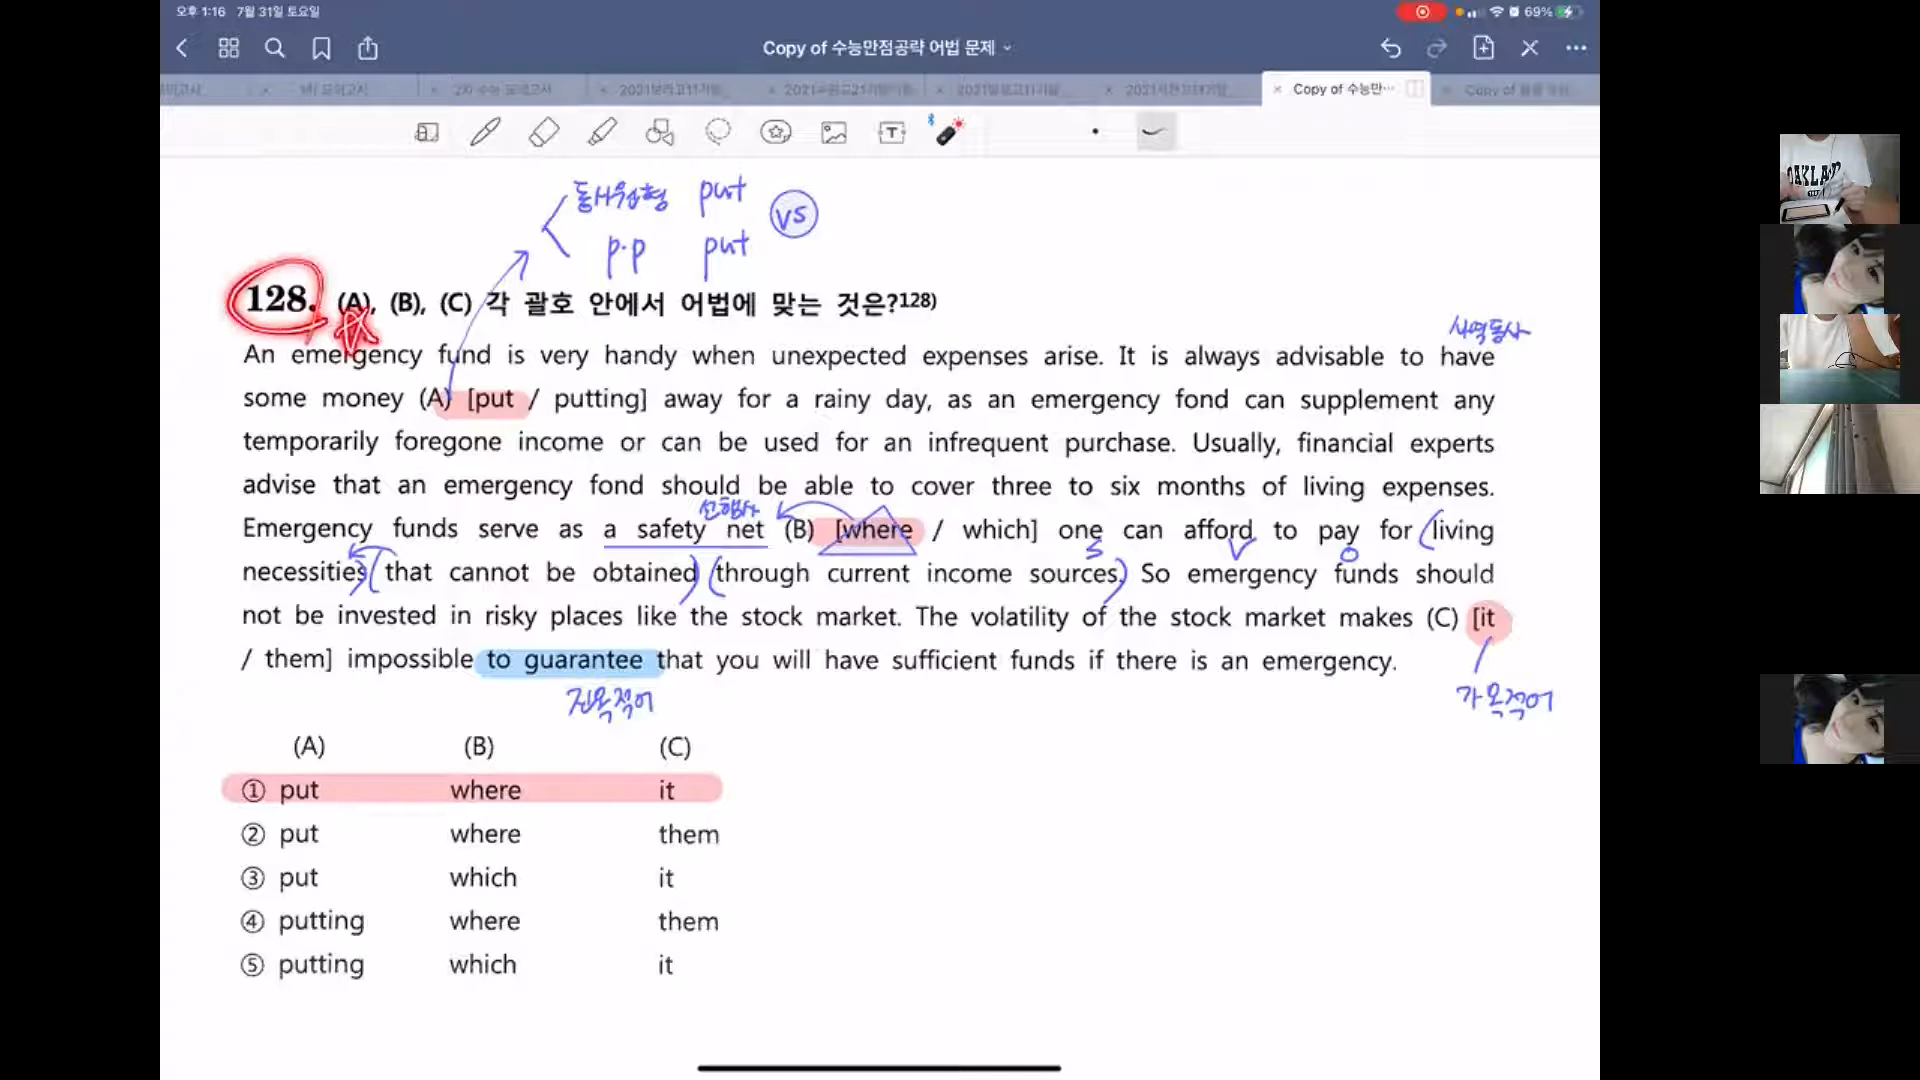 오후 1:16 7월 31일 토요일
69%
Copy of 수능만점공략 어법 문제
Copy of 수능만…
동사원형 put
VS
p.p put
128. (A), (B), (C) 각 괄호 안에서 어법에 맞는 것은?128)
사역동사
An emergency fund is very handy when unexpected expenses arise. It is always advisable to have
some money (A) [put / putting] away for a rainy day, as an emergency fond can supplement any
temporarily foregone income or can be used for an infrequent purchase. Usually, financial experts
advise that an emergency fond should be able to cover three to six months of living expenses.
선행사
Emergency funds serve as a safety net (B) [where / which] one can afford to pay for living
S V O
necessities that cannot be obtained through current income sources. So emergency funds should
not be invested in risky places like the stock market. The volatility of the stock market makes (C) [it
/ them] impossible to guarantee that you will have sufficient funds if there is an emergency.
진목적어
가목적어
(A) (B) (C)
① put where it
② put where them
③ put which it
④ putting where them
⑤ putting which it